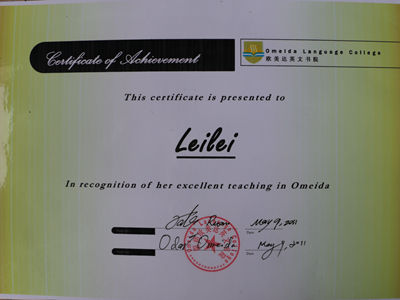 Certificate of Achievement
Omeida Language College
欧美达英文书院
This certificate is presented to
Leilei
In recognition of her excellent teaching in Omeida
May 9, 2011
Omeida May 9, 2011